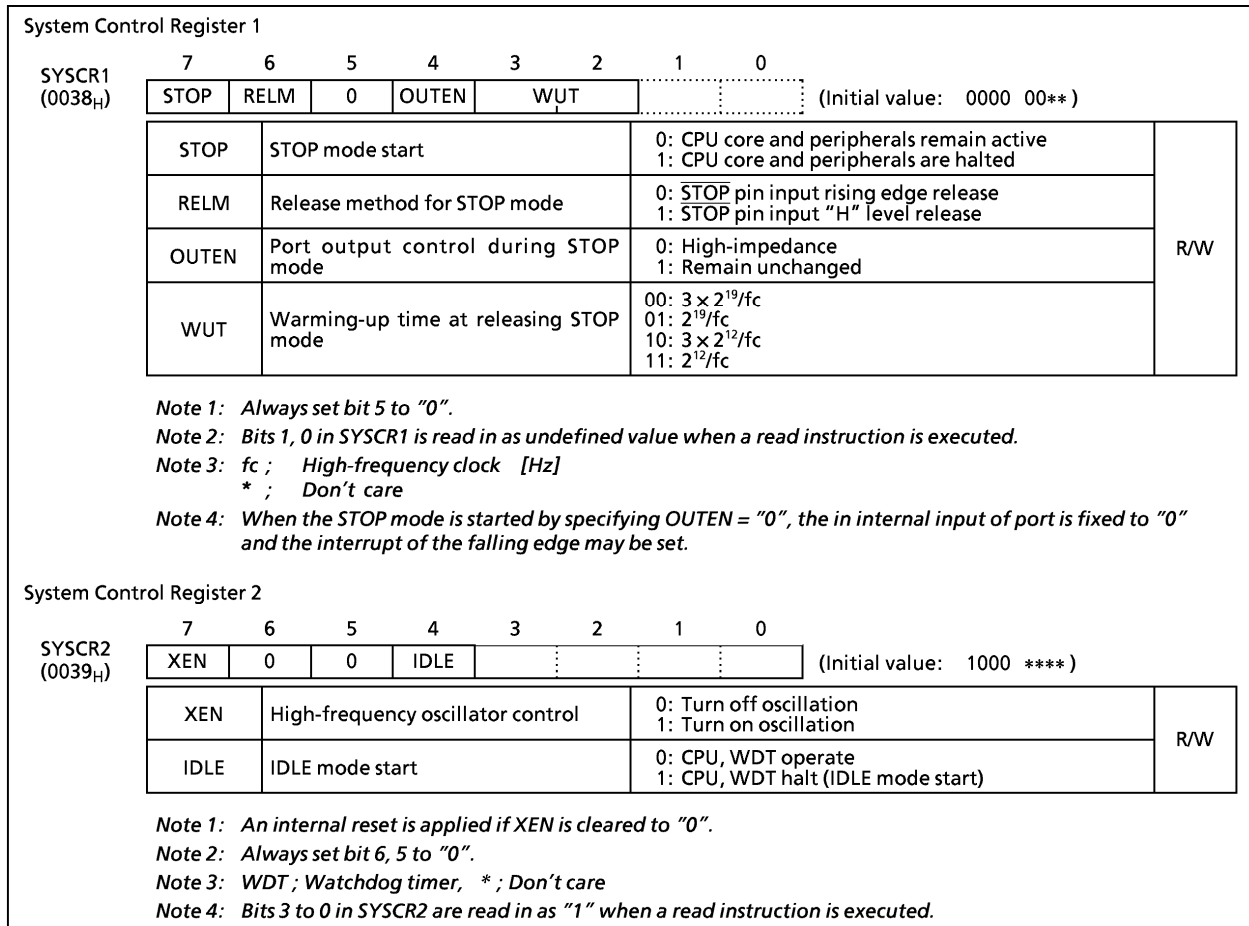 System Control Register 1
7 6 5 4 3 2 1 0
SYSCR1
(0038H)
STOP RELM 0 OUTEN WUT (Initial value: 0000 00**)
STOP STOP mode start 0: CPU core and peripherals remain active
1: CPU core and peripherals are halted
RELM Release method for STOP mode 0: STOP pin input rising edge release
1: STOP pin input "H" level release
R/W
OUTEN Port output control during STOP
mode
0: High-impedance
1: Remain unchanged
WUT Warming-up time at releasing STOP
mode
00: 3 × 2¹⁹/fc
01: 2¹⁹/fc
10: 3 × 2¹²/fc
11: 2¹²/fc
Note 1: Always set bit 5 to "0".
Note 2: Bits 1, 0 in SYSCR1 is read in as undefined value when a read instruction is executed.
Note 3: fc ; High-frequency clock [Hz]
* ; Don't care
Note 4: When the STOP mode is started by specifying OUTEN = "0", the in internal input of port is fixed to "0"
and the interrupt of the falling edge may be set.
System Control Register 2
7 6 5 4 3 2 1 0
SYSCR2
(0039H)
XEN 0 0 IDLE (Initial value: 1000 ****)
XEN High-frequency oscillator control 0: Turn off oscillation
1: Turn on oscillation
R/W
IDLE IDLE mode start 0: CPU, WDT operate
1: CPU, WDT halt (IDLE mode start)
Note 1: An internal reset is applied if XEN is cleared to "0".
Note 2: Always set bit 6, 5 to "0".
Note 3: WDT ; Watchdog timer, * ; Don't care
Note 4: Bits 3 to 0 in SYSCR2 are read in as "1" when a read instruction is executed.